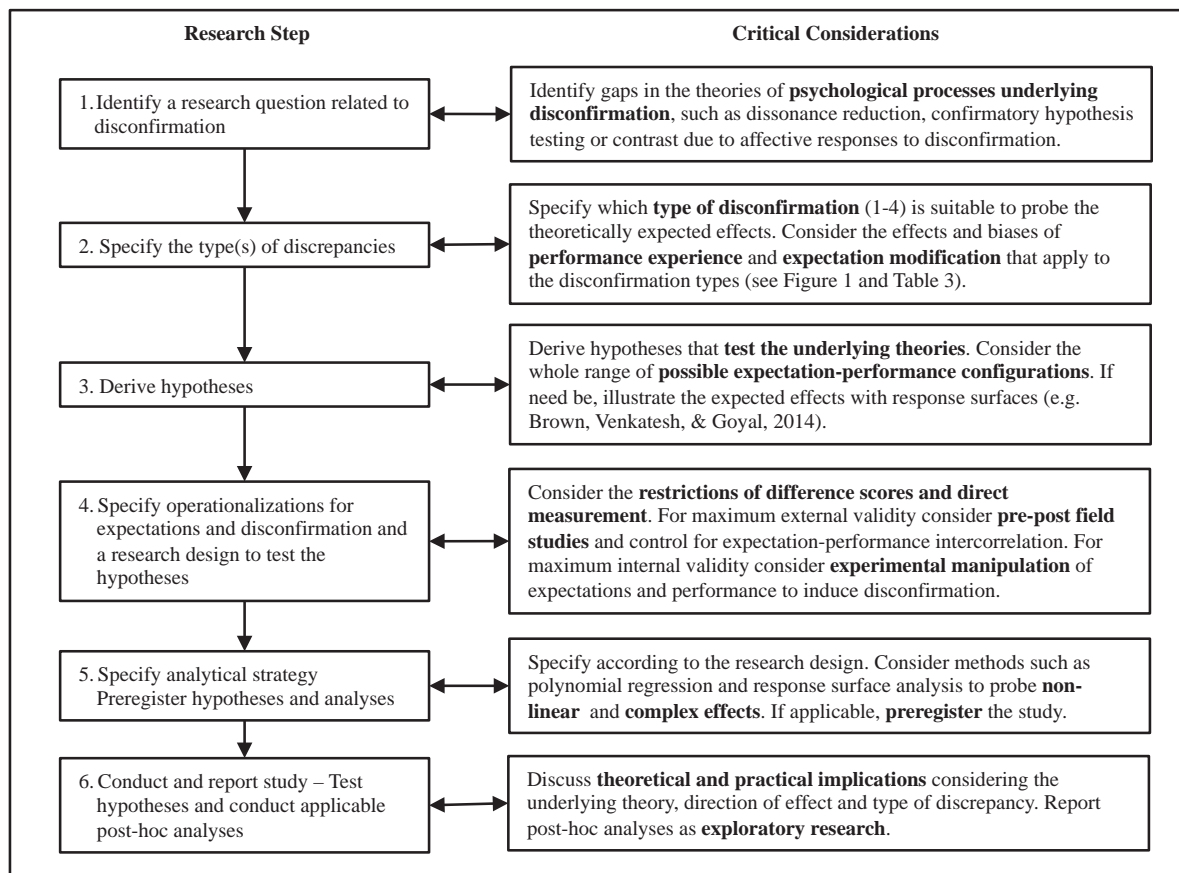 Research Step
Critical Considerations
1. Identify a research question related to
disconfirmation
Identify gaps in the theories of psychological processes underlying
disconfirmation, such as dissonance reduction, confirmatory hypothesis
testing or contrast due to affective responses to disconfirmation.
2. Specify the type(s) of discrepancies
Specify which type of disconfirmation (1-4) is suitable to probe the
theoretically expected effects. Consider the effects and biases of
performance experience and expectation modification that apply to
the disconfirmation types (see Figure 1 and Table 3).
3. Derive hypotheses
Derive hypotheses that test the underlying theories. Consider the
whole range of possible expectation-performance configurations. If
need be, illustrate the expected effects with response surfaces (e.g.
Brown, Venkatesh, & Goyal, 2014).
4. Specify operationalizations for
expectations and disconfirmation and
a research design to test the
hypotheses
Consider the restrictions of difference scores and direct
measurement. For maximum external validity consider pre-post field
studies and control for expectation-performance intercorrelation. For
maximum internal validity consider experimental manipulation of
expectations and performance to induce disconfirmation.
5. Specify analytical strategy
Preregister hypotheses and analyses
Specify according to the research design. Consider methods such as
polynomial regression and response surface analysis to probe non-
linear and complex effects. If applicable, preregister the study.
6. Conduct and report study – Test
hypotheses and conduct applicable
post-hoc analyses
Discuss theoretical and practical implications considering the
underlying theory, direction of effect and type of discrepancy. Report
post-hoc analyses as exploratory research.